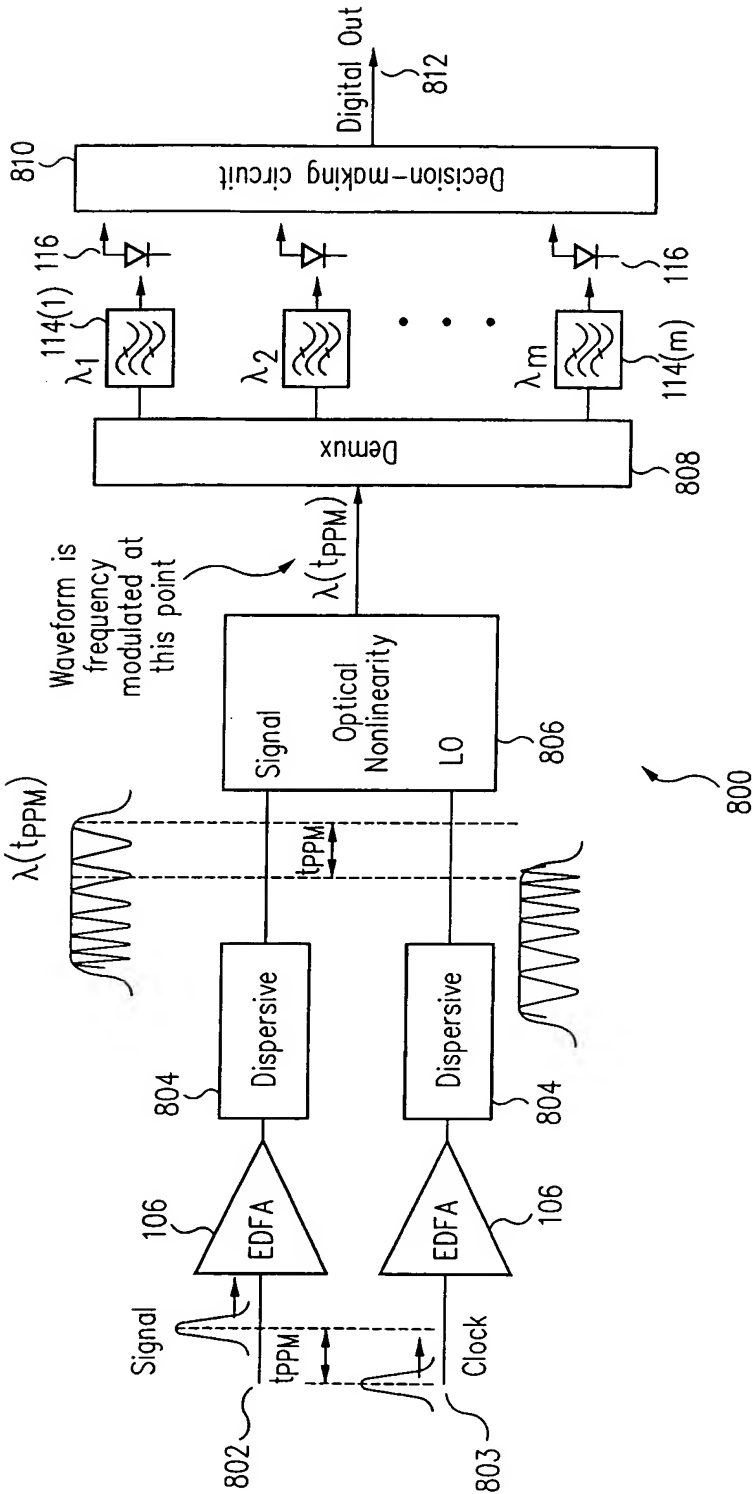 Signal
802
tPPM
803
Clock
EDFA
106
EDFA
106
804
Dispersive
Dispersive
804
λ(tPPM)
tPPM
Signal
Optical
Nonlinearity
LO
806
Waveform is
frequency
modulated at
this point
λ(tPPM)
Demux
808
λ1
114(1)
116
λ2
λm
114(m)
116
810
Decision-making circuit
Digital Out
812
800